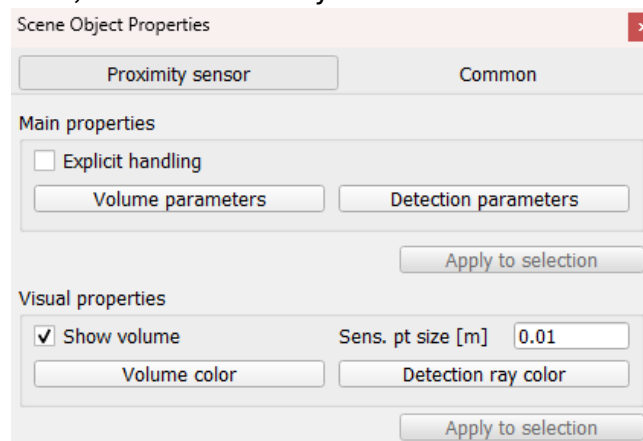 Scene Object Properties
Proximity sensor Common
Main properties
Explicit handling
Volume parameters Detection parameters
Apply to selection
Visual properties
Show volume Sens. pt size [m] 0.01
Volume color Detection ray color
Apply to selection